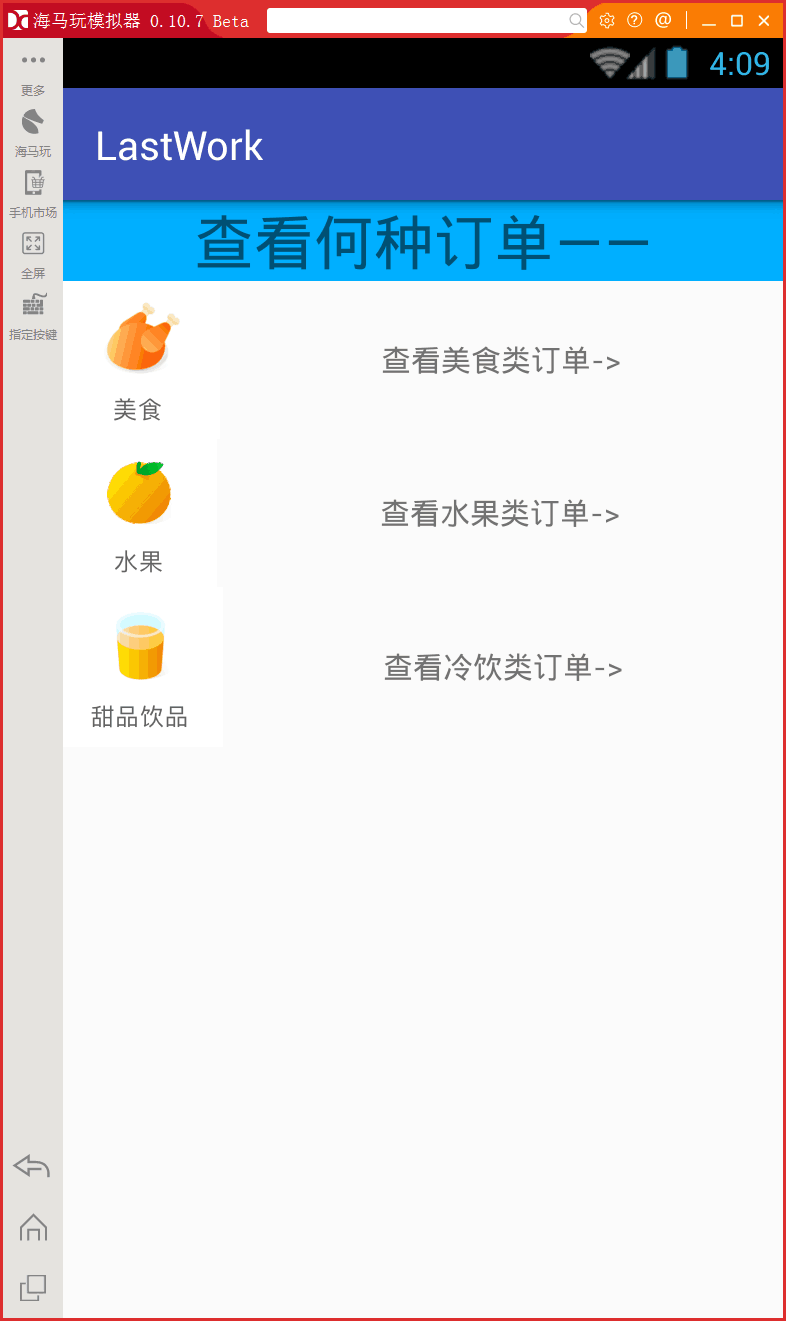 海马玩模拟器 0.10.7 Beta
更多
海马玩
手机市场
全屏
指定按键
4:09
LastWork
查看何种订单——
美食
查看美食类订单->
水果
查看水果类订单->
甜品饮品
查看冷饮类订单->